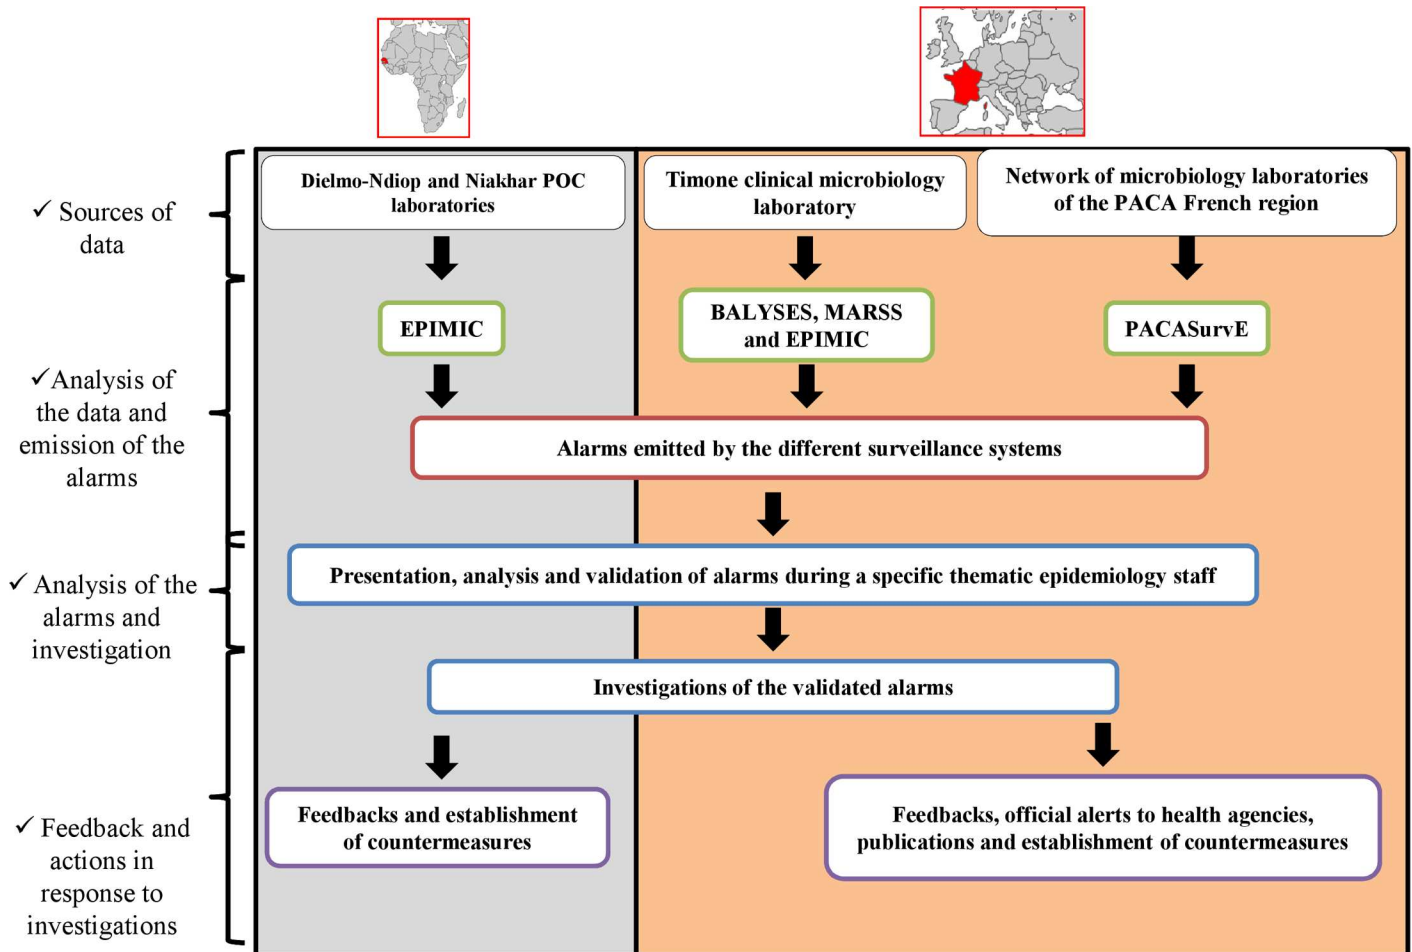 ✓ Sources of
data
Dielmo-Ndiop and Niakhar POC
laboratories
Timone clinical microbiology
laboratory
Network of microbiology laboratories
of the PACA French region
✓Analysis of
the data and
emission of the
alarms
EPIMIC
BALYSES, MARSS
and EPIMIC
PACASurvE
Alarms emitted by the different surveillance systems
✓ Analysis of the
alarms and
investigation
Presentation, analysis and validation of alarms during a specific thematic epidemiology staff
Investigations of the validated alarms
✓ Feedback and
actions in
response to
investigations
Feedbacks and establishment
of countermeasures
Feedbacks, official alerts to health agencies,
publications and establishment of countermeasures